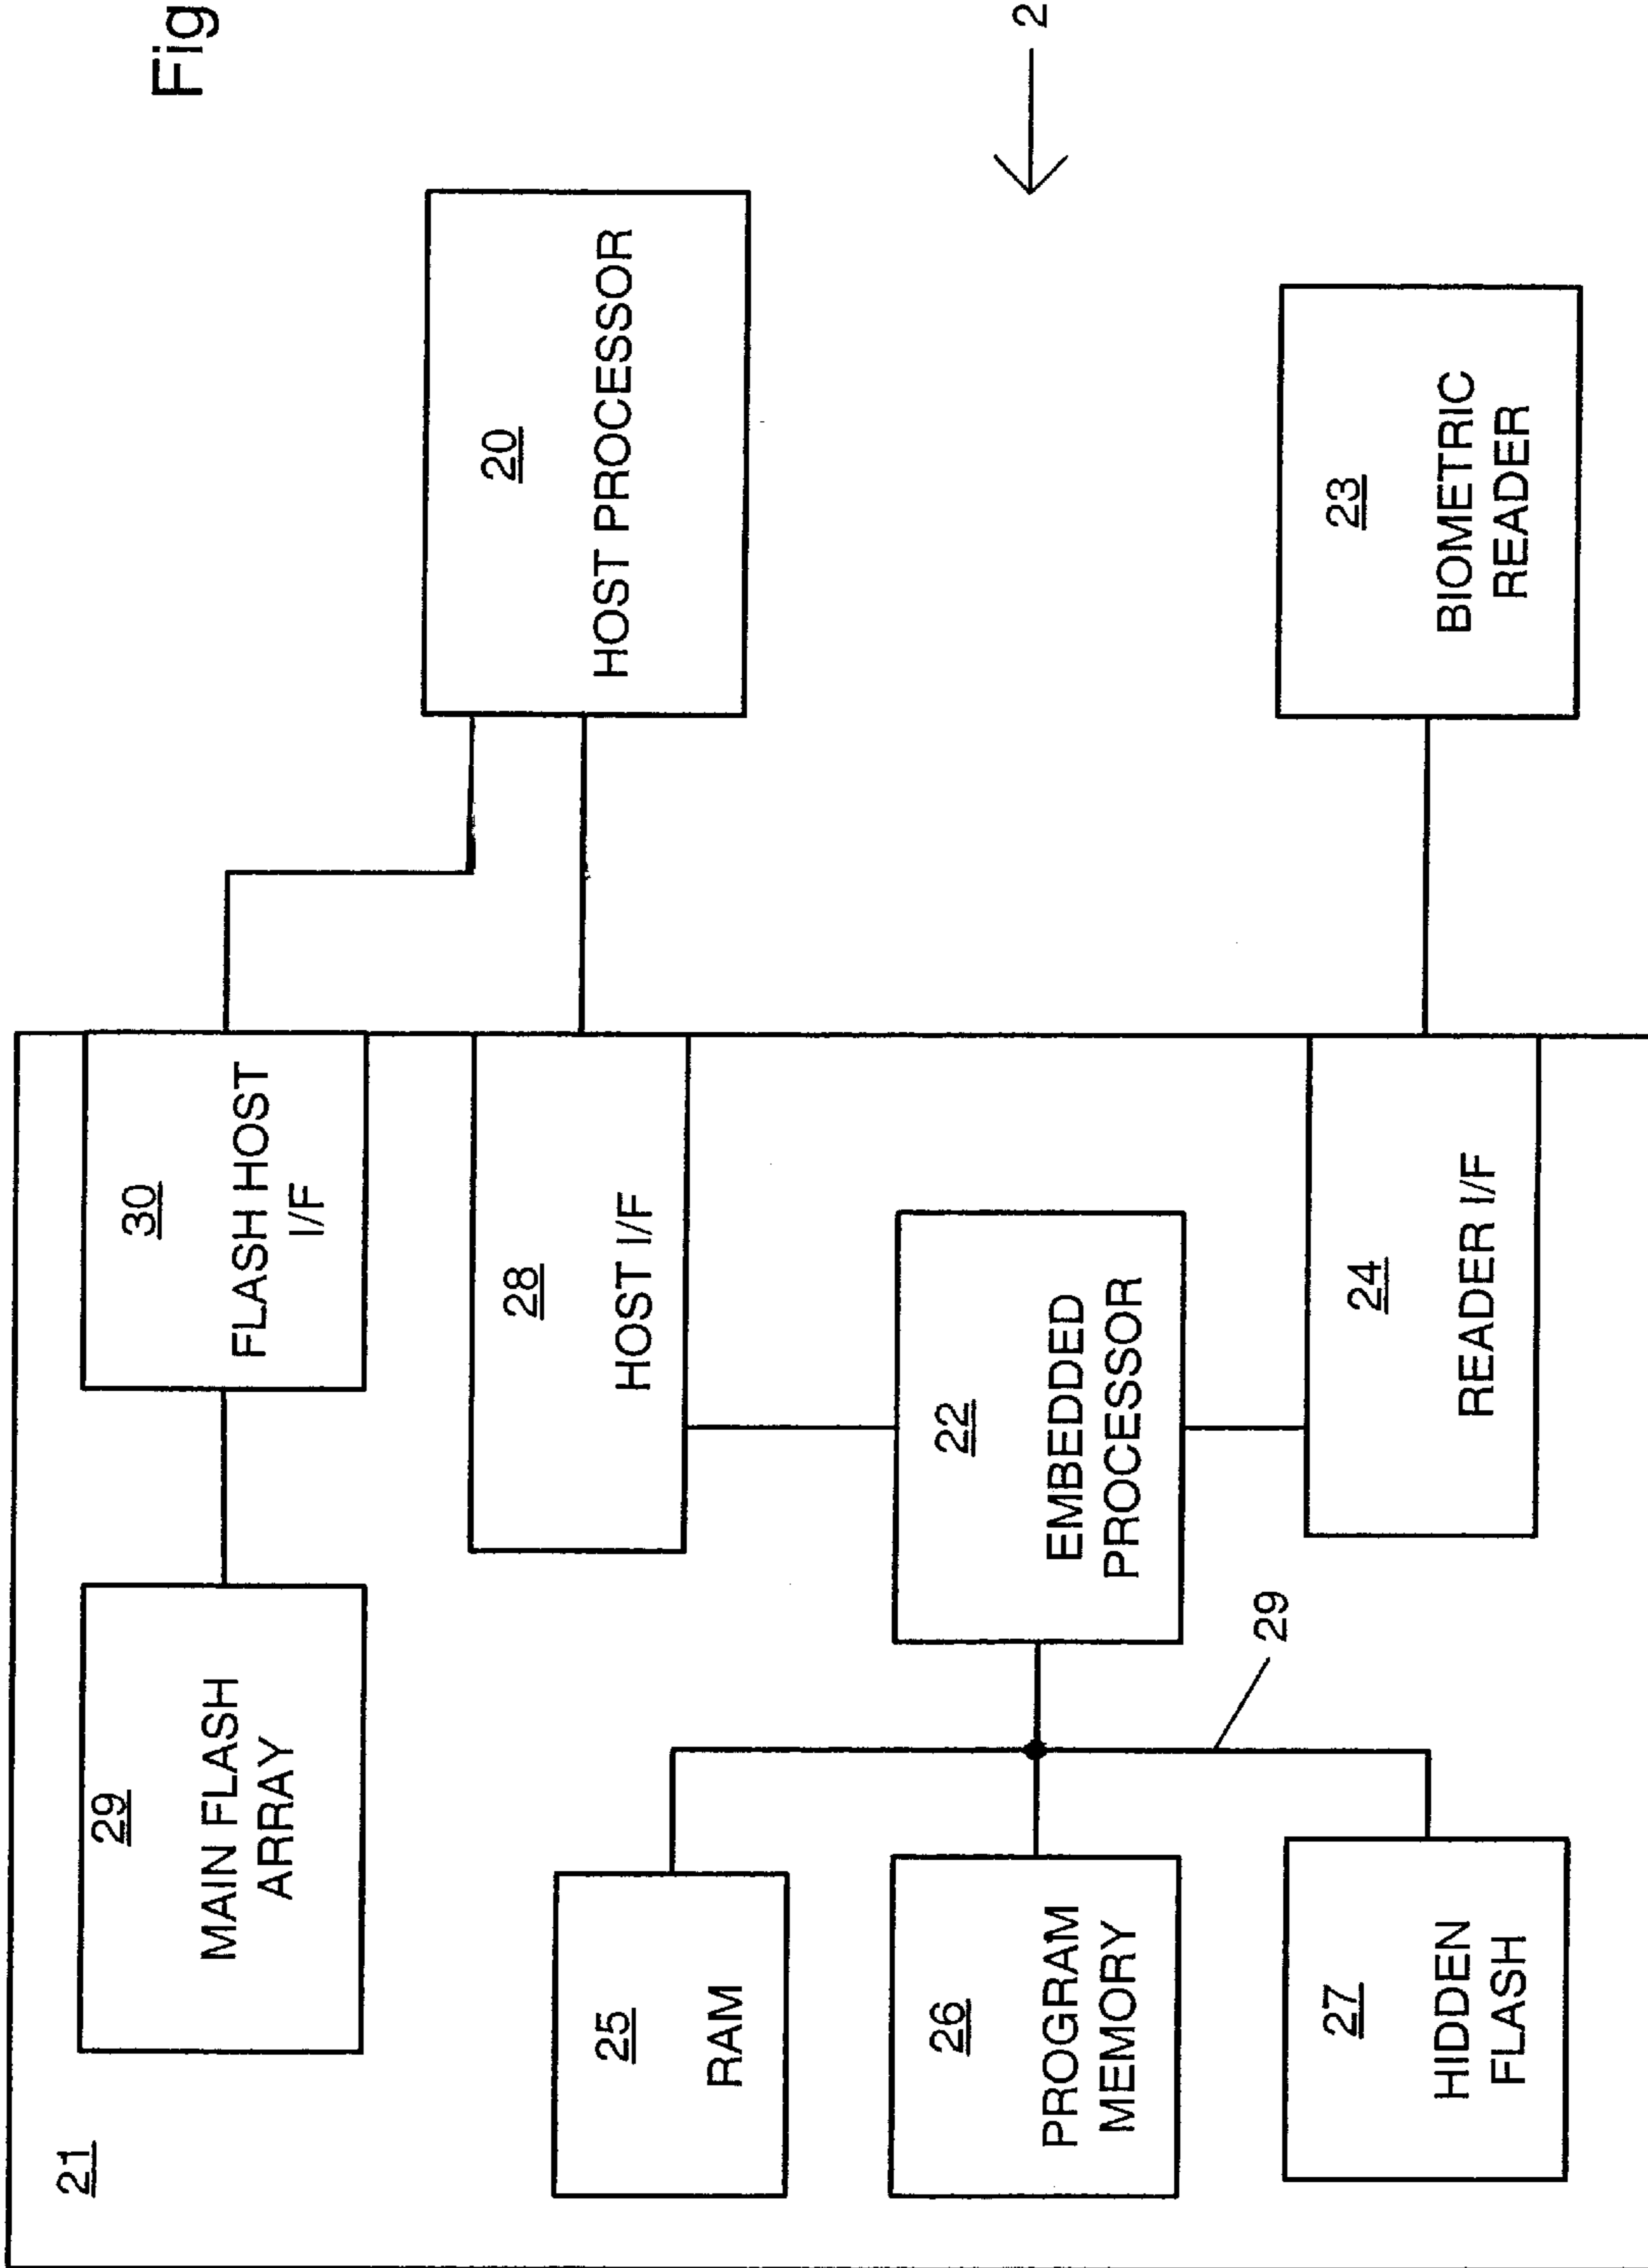 Fig
2
21
29
MAIN FLASH
ARRAY
30
FLASH HOST
I/F
20
HOST PROCESSOR
28
HOST I/F
25
RAM
22
EMBEDDED
PROCESSOR
26
PROGRAM
MEMORY
29
27
HIDDEN
FLASH
24
READER I/F
23
BIOMETRIC
READER